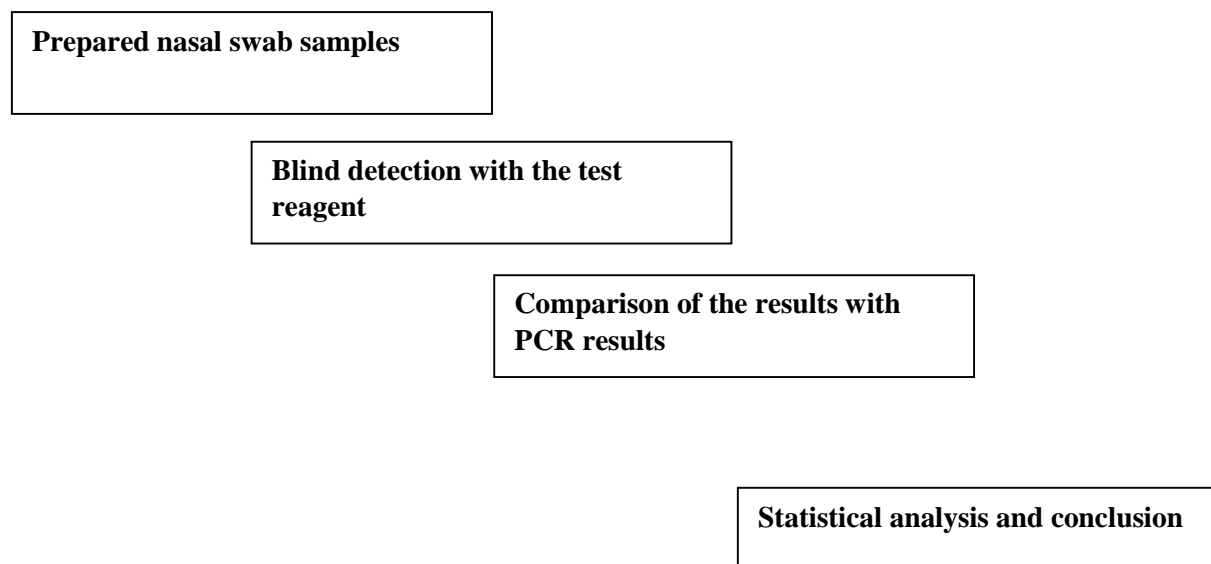 Prepared nasal swab samples
Blind detection with the test
reagent
Comparison of the results with
PCR results
Statistical analysis and conclusion